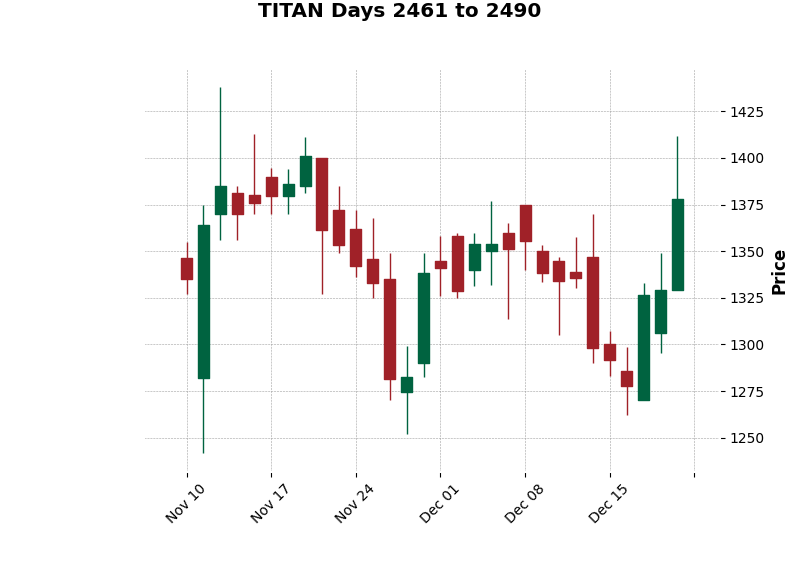 TITAN Days 2461 to 2490
1425
1400
1375
1350
1325
1300
1275
1250
Price
Nov 10
Nov 17
Nov 24
Dec 01
Dec 08
Dec 15